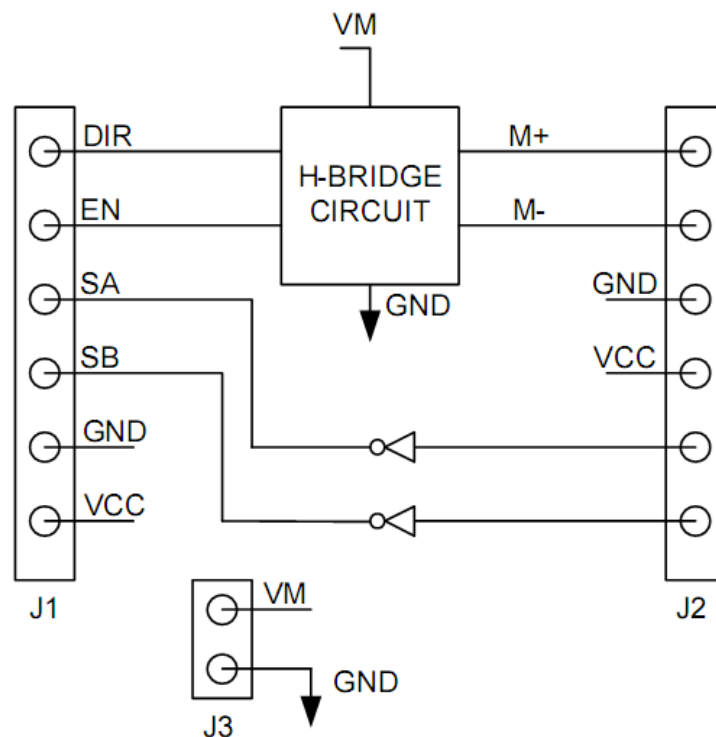 VM
DIR
M+
H-BRIDGE
CIRCUIT
EN
M-
SA
GND
GND
SB
VCC
GND
VCC
VM
J1
J2
GND
J3